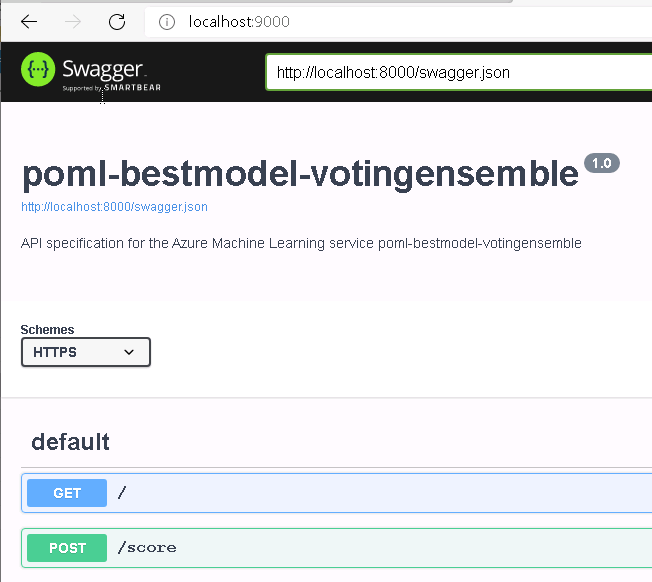 localhost:9000
Swagger
Supported by SMARTBEAR
http://localhost:8000/swagger.json
poml-bestmodel-votingensemble 1.0
http://localhost:8000/swagger.json
API specification for the Azure Machine Learning service poml-bestmodel-votingensemble
Schemes
HTTPS
default
GET /
POST /score